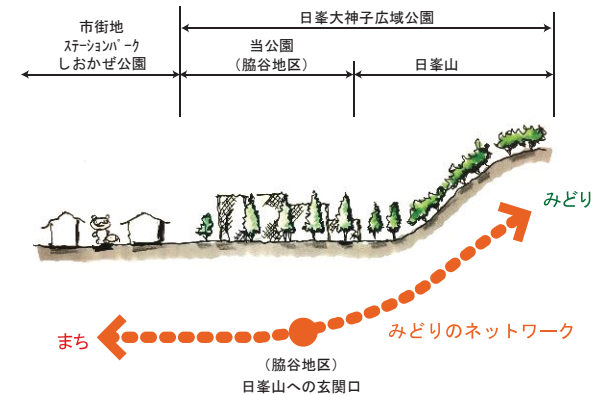 日峯大神子広域公園
市街地
ｽﾃｰｼｮﾝﾊﾟｰｸ
しおかぜ公園
当公園
（脇谷地区）
日峯山
みどり
まち
みどりのネットワーク
（脇谷地区）
日峯山への玄関口